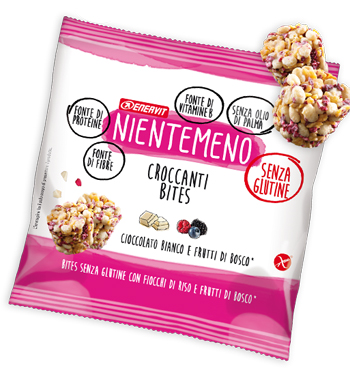 ENERVIT
NIENTEMENO
FONTE DI
PROTEINE
FONTE DI
VITAMINE B
SENZA OLIO
DI PALMA
FONTE
DI FIBRE
SENZA
GLUTINE
CROCCANTI
BITES
CIOCCOLATO BIANCO E FRUTTI DI BOSCO*
BITES SENZA GLUTINE CON FIOCCHI DI RISO E FRUTTI DI BOSCO*